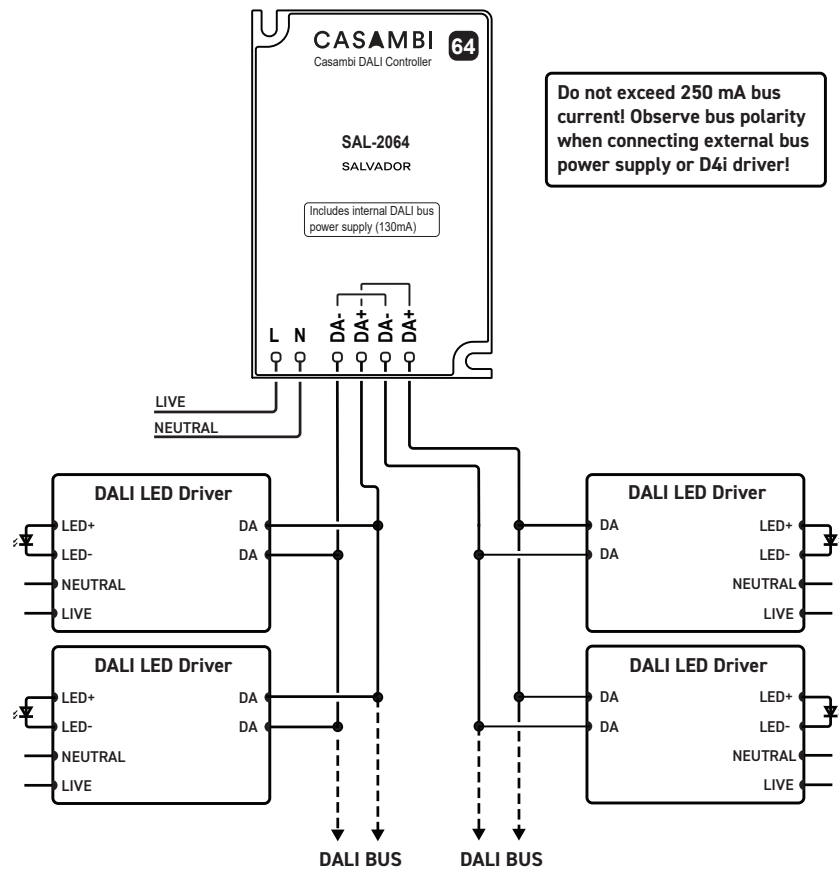 CASAMBI
64
Casambi DALI Controller
Do not exceed 250 mA bus
current! Observe bus polarity
when connecting external bus
power supply or D4i driver!
SAL-2064
SALVADOR
Includes internal DALI bus
power supply (130mA)
L N DA- DA+ DA- DA+
LIVE
NEUTRAL
DALI LED Driver
LED+ DA
LED- DA
NEUTRAL
LIVE
DALI LED Driver
DA LED+
DA LED-
NEUTRAL
LIVE
DALI LED Driver
LED+ DA
LED- DA
NEUTRAL
LIVE
DALI LED Driver
DA LED+
DA LED-
NEUTRAL
LIVE
DALI BUS
DALI BUS